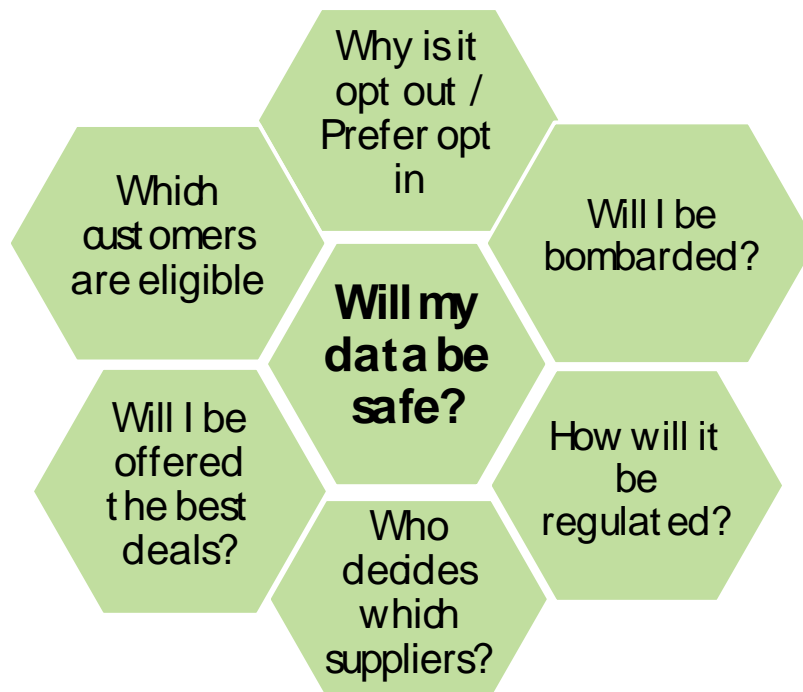 Why is it
opt out /
Prefer opt
in
Which
customers
are eligible
Will I be
bombarded?
Will my
data be
safe?
Will I be
offered
the best
deals?
How will it
be
regulated?
Who
decides
which
suppliers?